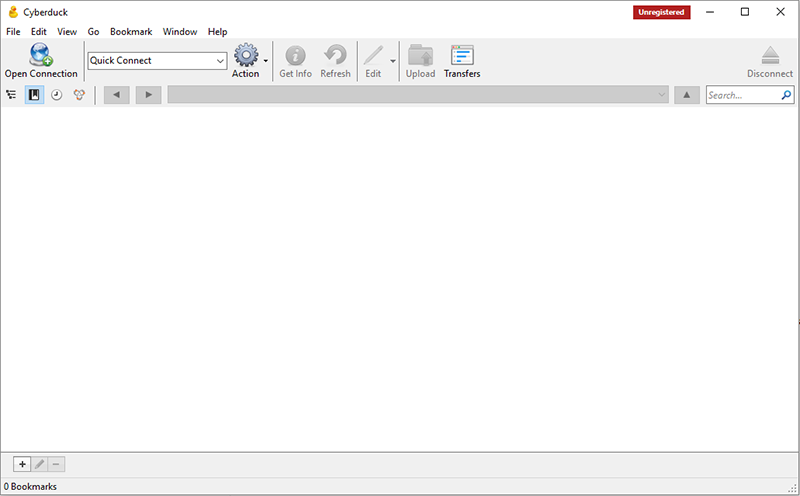 Cyberduck
Unregistered
File Edit View Go Bookmark Window Help
Open Connection
Quick Connect
Action
Get Info
Refresh
Edit
Upload
Transfers
Disconnect
Search...
0 Bookmarks